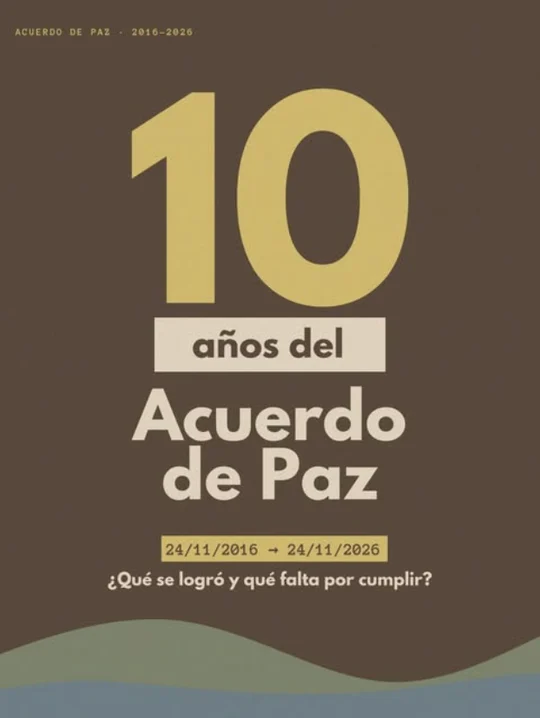 ACUERDO DE PAZ · 2016–2026
10
años del
Acuerdo
de Paz
24/11/2016 → 24/11/2026
¿Qué se logró y qué falta por cumplir?